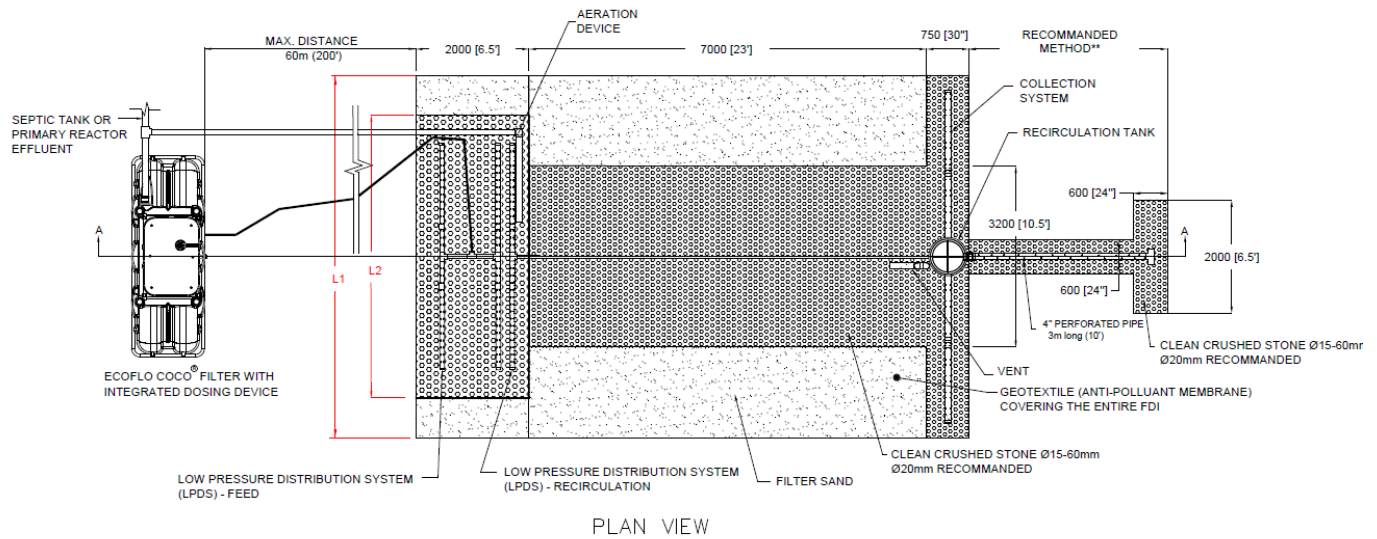 AERATION
DEVICE
MAX. DISTANCE
60m (200')
2000 [6.5']
7000 [23']
750 [30"]
RECOMMANDED
METHOD**
COLLECTION
SYSTEM
SEPTIC TANK OR
PRIMARY REACTOR
EFFLUENT
RECIRCULATION TANK
600 [24"]
3200 [10.5']
A
A
L1
L2
2000 [6.5']
600 [24"]
4" PERFORATED PIPE
3m long (10')
CLEAN CRUSHED STONE Ø15-60mm
Ø20mm RECOMMANDED
VENT
ECOFLO COCO® FILTER WITH
INTEGRATED DOSING DEVICE
GEOTEXTILE (ANTI-POLLUANT MEMBRANE)
COVERING THE ENTIRE FDI
CLEAN CRUSHED STONE Ø15-60mm
Ø20mm RECOMMANDED
LOW PRESSURE DISTRIBUTION SYSTEM
(LPDS) - FEED
LOW PRESSURE DISTRIBUTION SYSTEM
(LPDS) - RECIRCULATION
FILTER SAND
PLAN VIEW